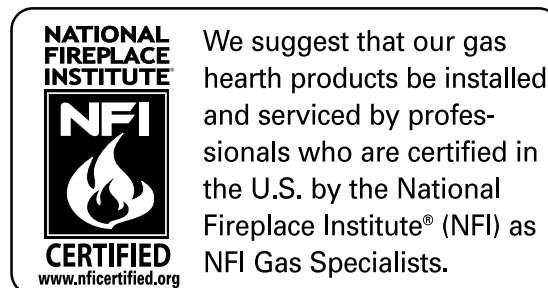 NATIONAL
FIREPLACE
INSTITUTE®
NFI
CERTIFIED
www.nficertified.org
We suggest that our gas
hearth products be installed
and serviced by profes-
sionals who are certified in
the U.S. by the National
Fireplace Institute® (NFI) as
NFI Gas Specialists.